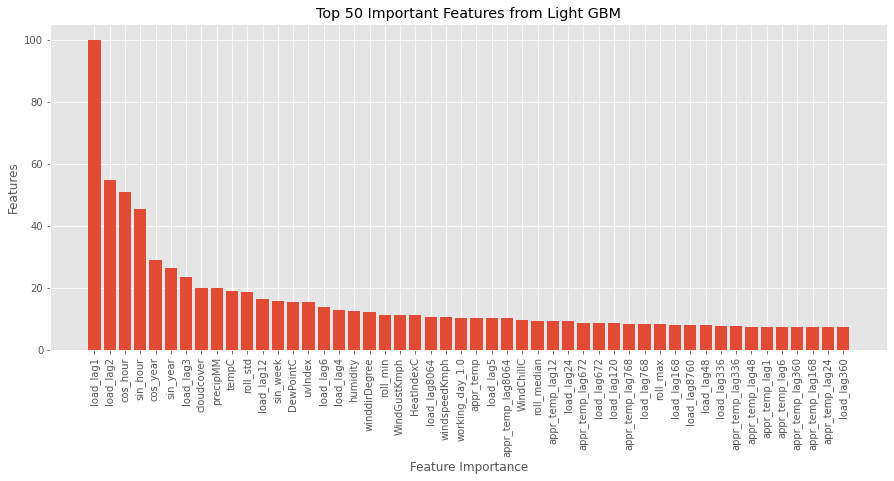 Top 50 Important Features from Light GBM
Features
100
80
60
40
20
0
load_lag1
load_lag2
cos_hour
sin_hour
cos_year
sin_year
load_lag3
cloudcover
precipMM
tempC
roll_std
load_lag12
sin_week
DewPointC
uvIndex
load_lag6
load_lag4
humidity
winddirDegree
roll_min
WindGustKmph
HeatIndexC
load_lag8064
windspeedKmph
working_day_1.0
appr_temp
load_lag5
appr_temp_lag8064
WindChillC
roll_median
appr_temp_lag12
load_lag24
appr_temp_lag672
load_lag672
load_lag120
appr_temp_lag768
load_lag768
roll_max
load_lag168
load_lag8760
load_lag48
load_lag336
appr_temp_lag336
appr_temp_lag48
appr_temp_lag1
appr_temp_lag6
appr_temp_lag360
appr_temp_lag168
appr_temp_lag24
load_lag360
Feature Importance